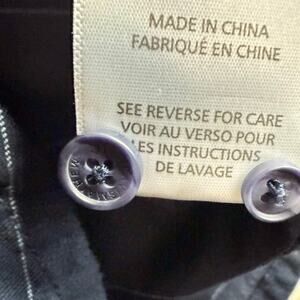 MADE IN CHINA
FABRIQUÉ EN CHINE
SEE REVERSE FOR CARE
VOIR AU VERSO POUR
LES INSTRUCTIONS
DE LAVAGE